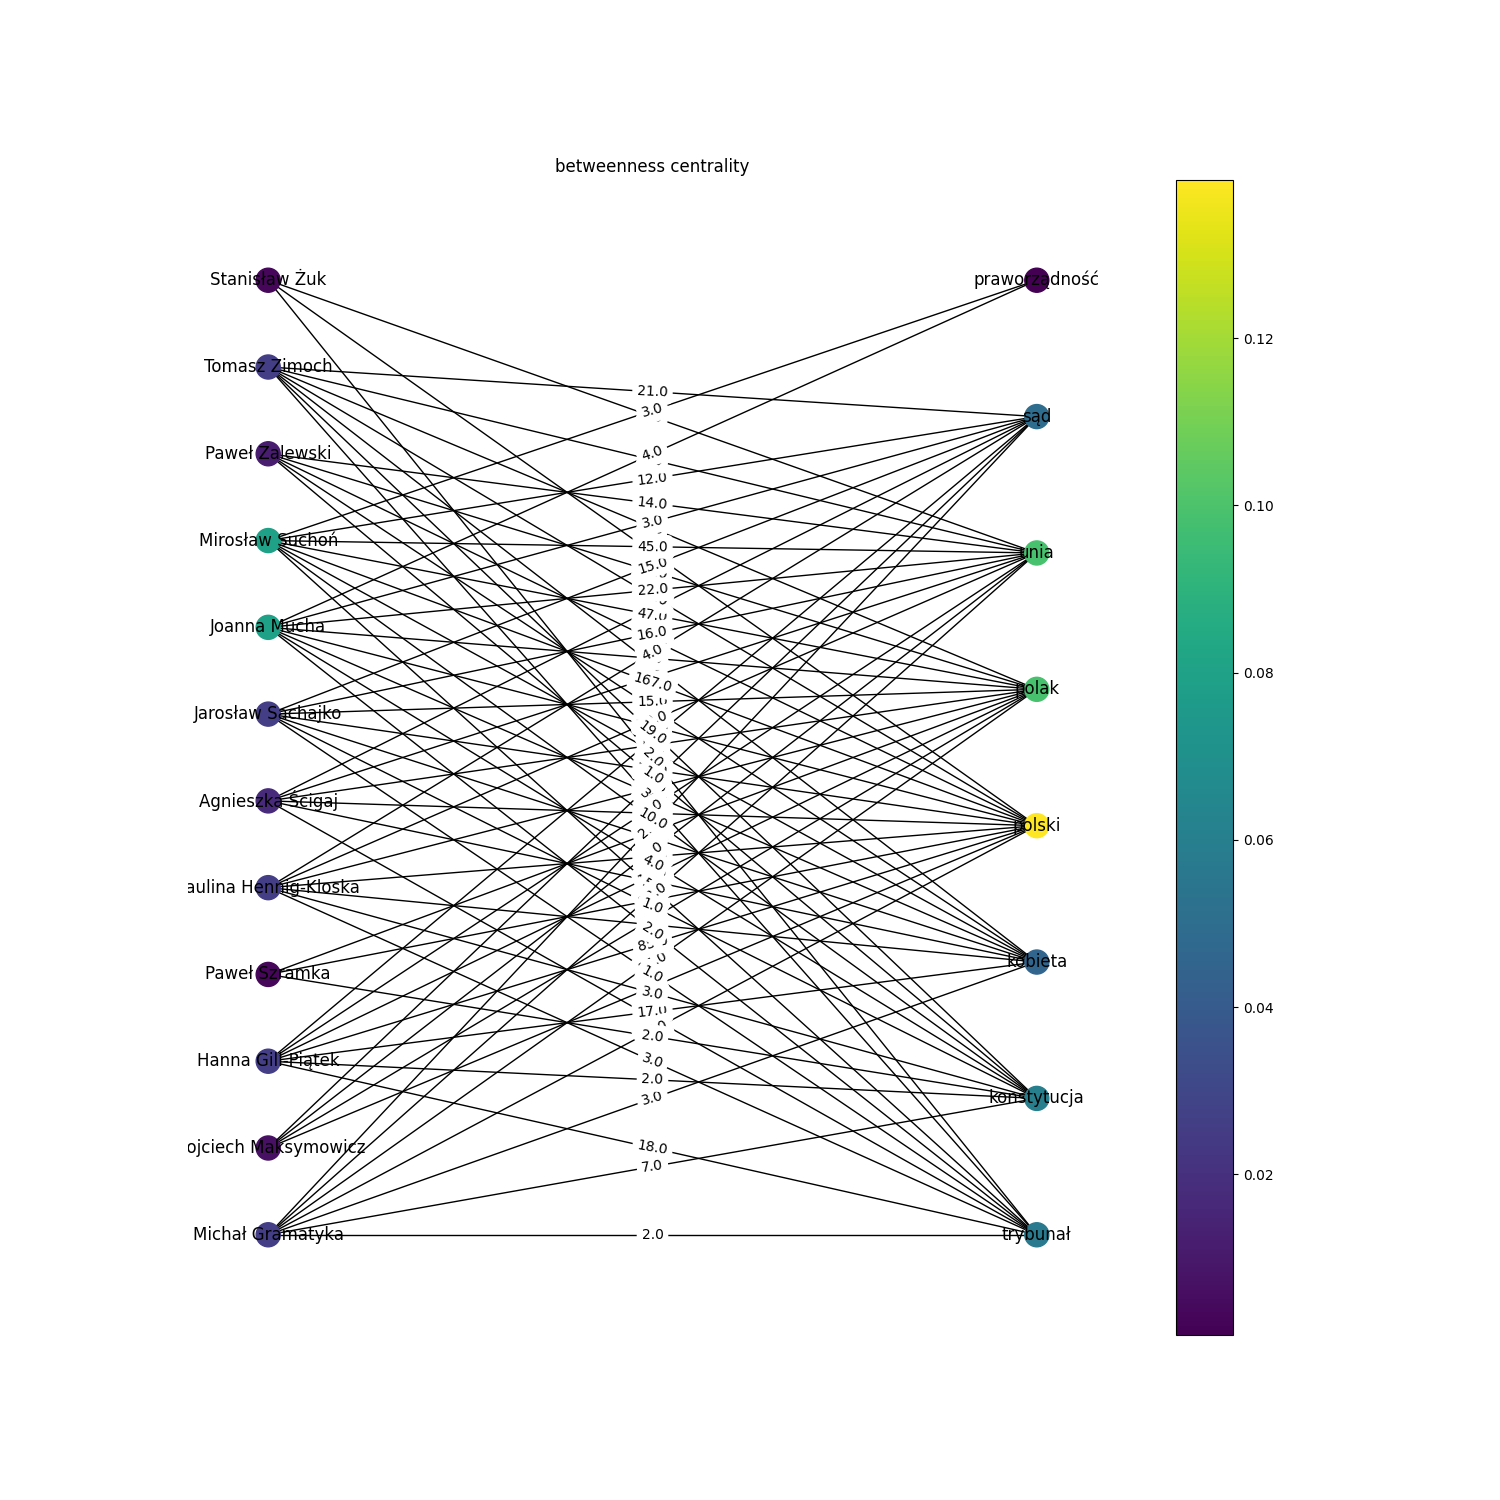 betweenness centrality
Stanisław Żuk
Tomasz Zimoch
Paweł Zalewski
Mirosław Suchoń
Joanna Mucha
Jarosław Sachajko
Agnieszka Ścigaj
aulina Hennig-Kloska
Paweł Szramka
Hanna Gill-Piątek
ojciech Maksymowicz
Michał Gramatyka
21.0
3.0
4.0
12.0
14.0
3.0
45.0
15.0
22.0
47.0
16.0
4.0
167.0
15.0
19.0
2.0
1.0
10.0
4.0
1.0
2.0
1.0
3.0
17.0
2.0
3.0
2.0
3.0
18.0
7.0
2.0
praworządność
sąd
unia
polak
polski
kobieta
konstytucja
trybunał
0.12
0.10
0.08
0.06
0.04
0.02